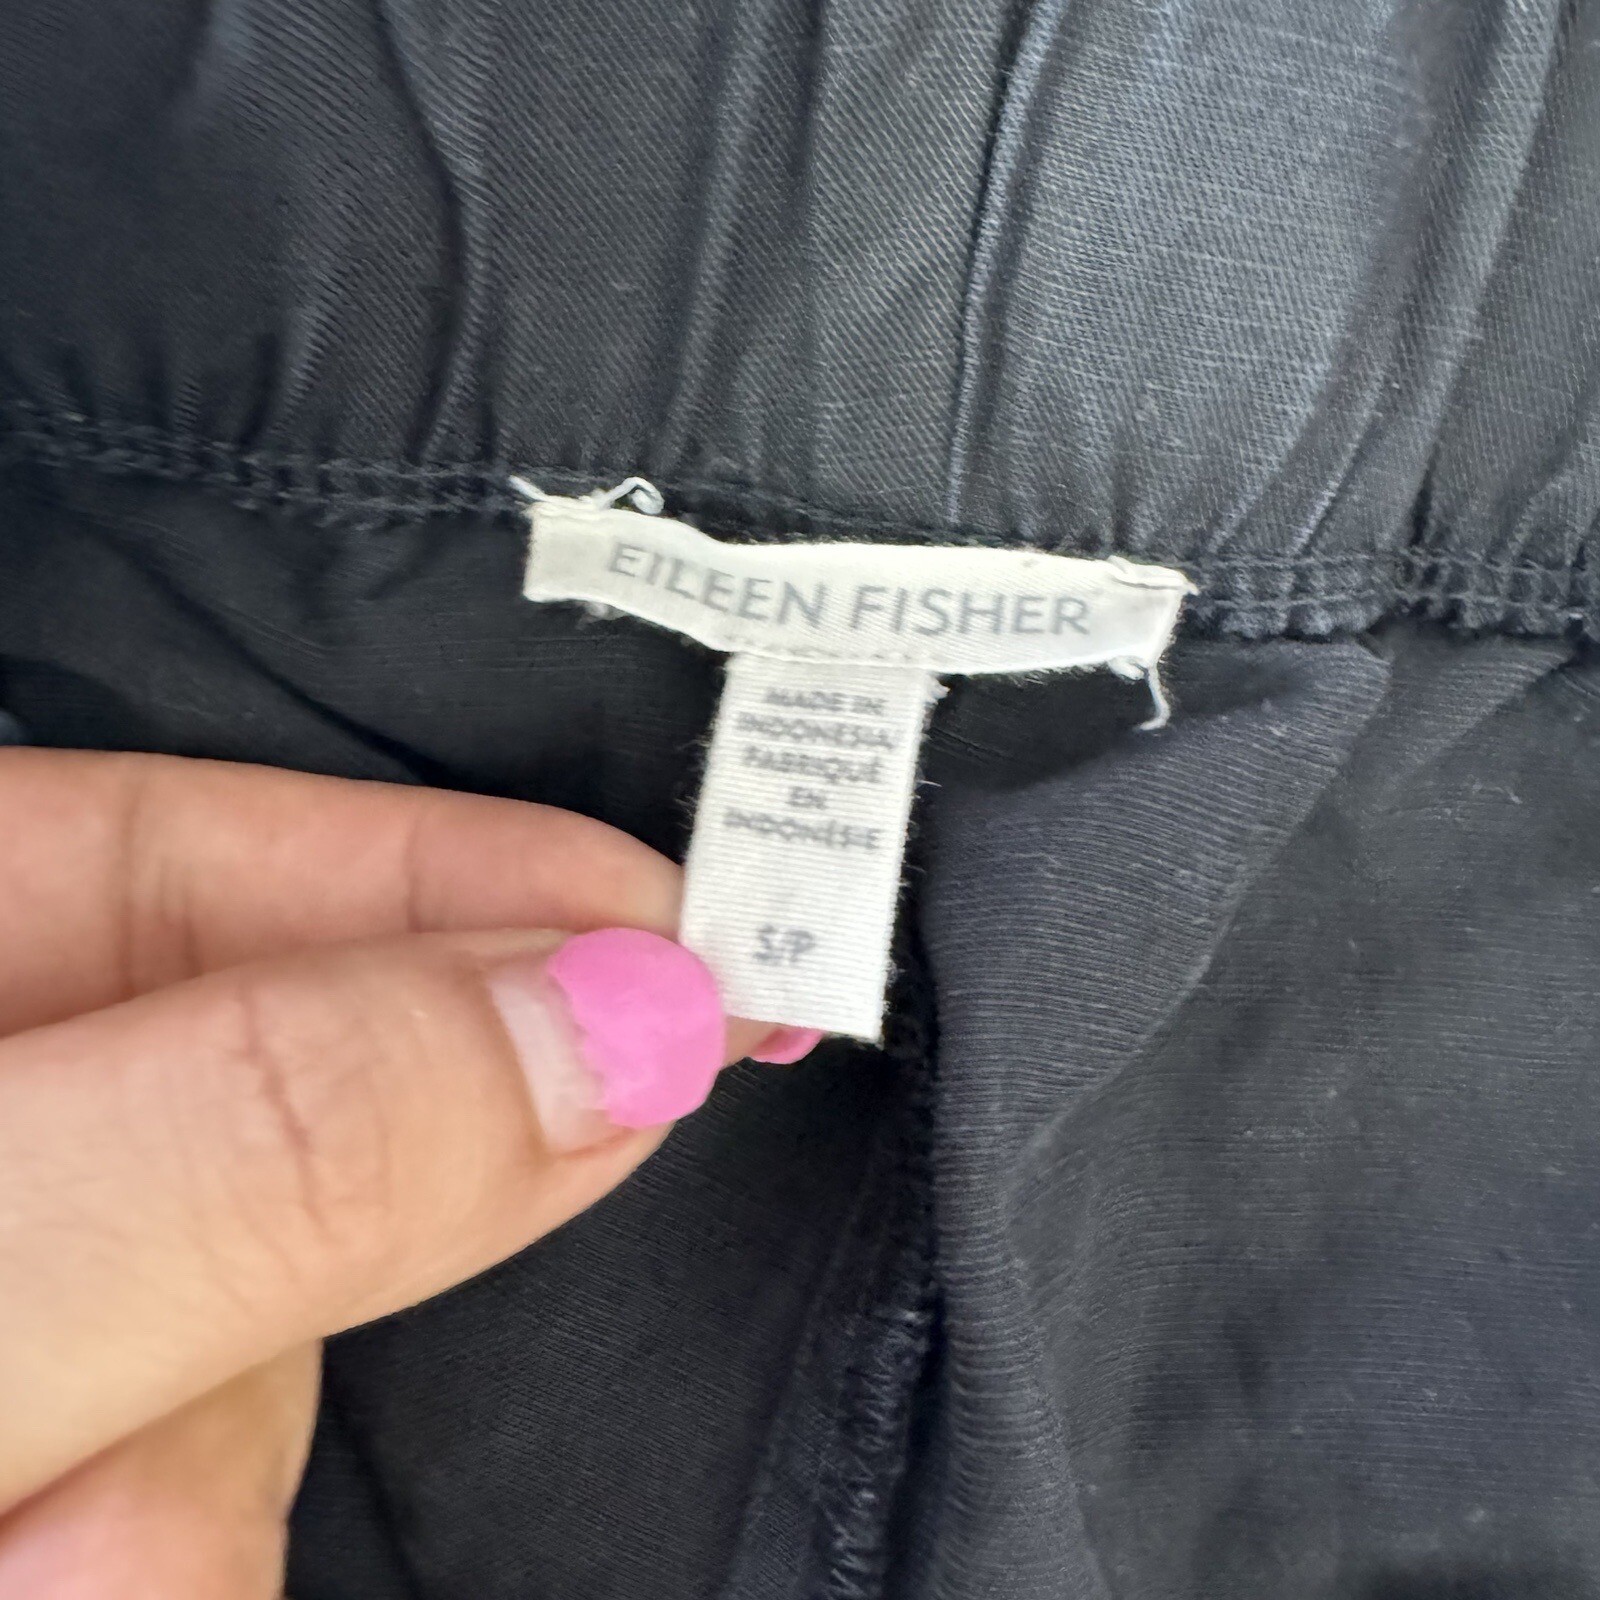 EILEEN FISHER
MADE IN
INDONESIA
FABRIQUÉ
EN
INDONÉSIE
S/P